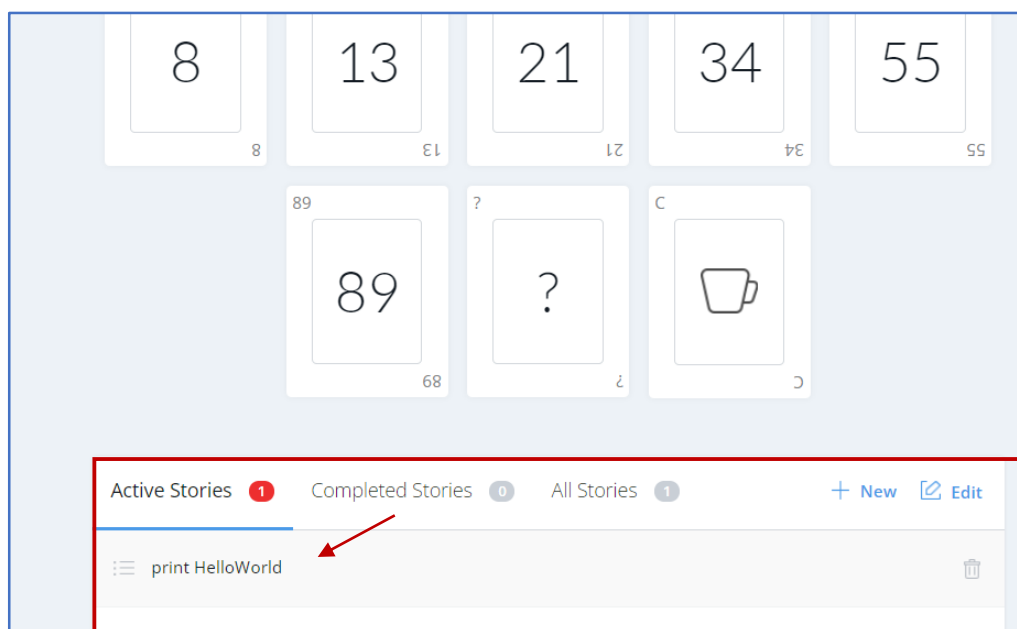 8 13 21 34 55
8 13 21 34 55
89 ? C
89 ?
89 ? C
Active Stories 1 Completed Stories 0 All Stories 1 + New Edit
print HelloWorld